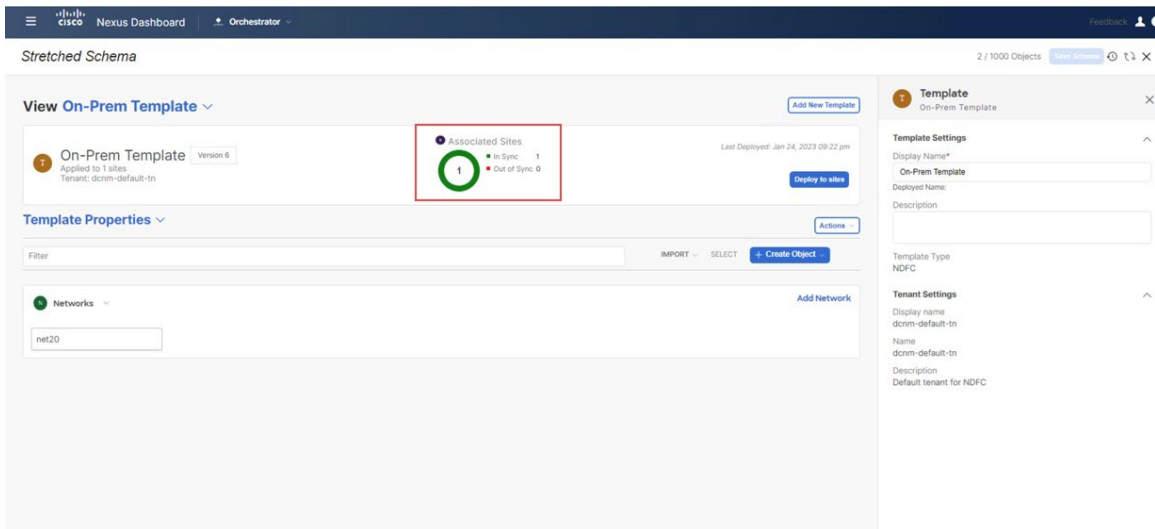 cisco Nexus Dashboard Orchestrator Feedback
Stretched Schema 2 / 1000 Objects Save Schema
View On-Prem Template Add New Template
T On-Prem Template Version 6
Applied to 1 sites
Tenant: dcnm-default-tn
Associated Sites
1
In Sync 1
Out of Sync 0
Last Deployed: Jan 24, 2023 09:22 pm
Deploy to sites
Template Properties
Actions
Filter IMPORT SELECT + Create Object
N Networks Add Network
net20
T Template
On-Prem Template
Template Settings
Display Name*
On-Prem Template
Deployed Name:
Description
Template Type
NDFC
Tenant Settings
Display name
dcnm-default-tn
Name
dcnm-default-tn
Description
Default tenant for NDFC